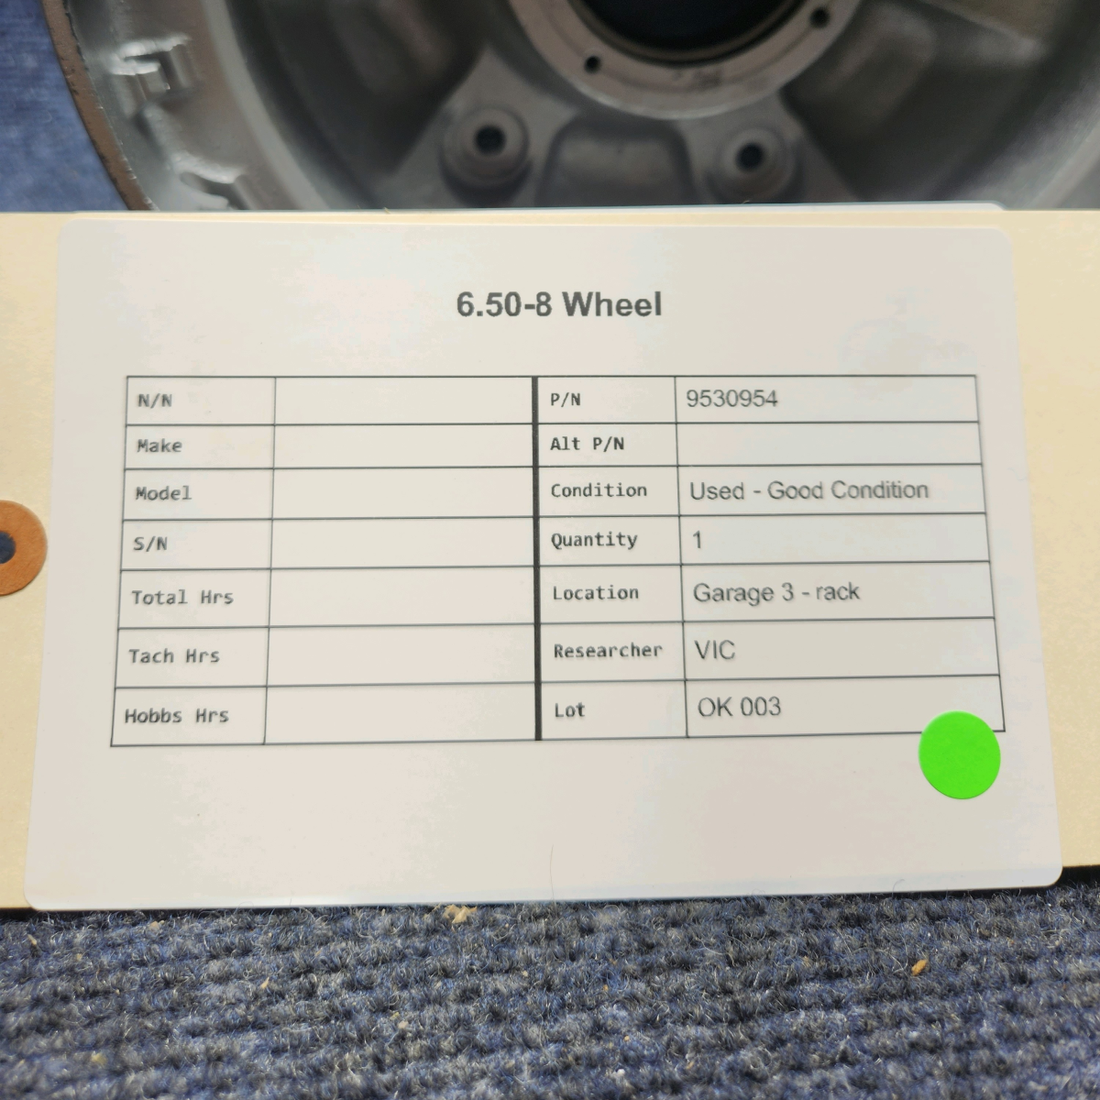 6.50-8 Wheel
N/N P/N 9530954
Make Alt P/N
Model Condition Used - Good Condition
S/N Quantity 1
Total Hrs Location Garage 3 - rack
Tach Hrs Researcher VIC
Hobbs Hrs Lot OK 003